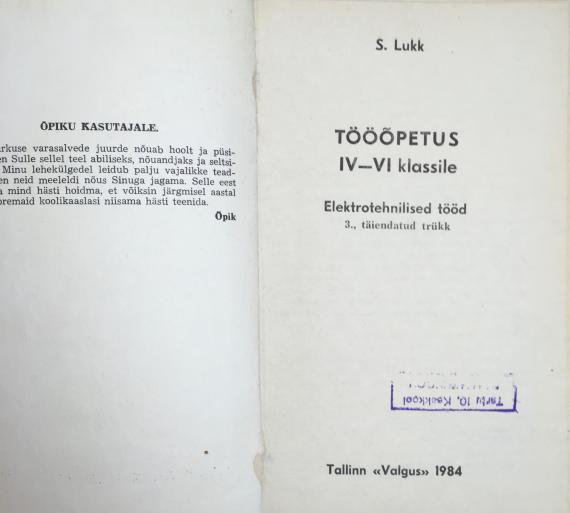 ÕPIKU KASUTAJALE.
rkuse varasalvede juurde nõuab hoolt ja püsi-
en Sulle sellel teel abiliseks, nõuandjaks ja seltsi-
Minu lehekülgedel leidub palju vajalikke tead-
en neid meeleldi nõus Sinuga jagama. Selle eest
a mind hästi hoidma, et võiksin järgmisel aastal
oremaid koolikaaslasi niisama hästi teenida.
Õpik
S. Lukk
TÖÖÕPETUS
IV—VI klassile
Elektrotehnilised tööd
3., täiendatud trükk
Tartu 10. Keskkool
Tallinn «Valgus» 1984